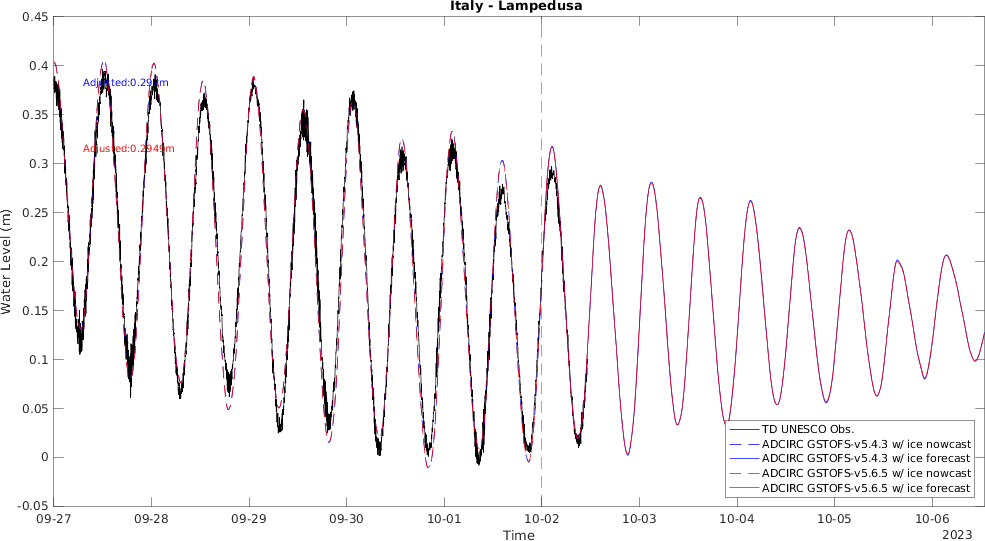 Italy - Lampedusa
0.45
0.4
0.35
0.3
0.25
0.2
0.15
0.1
0.05
0
-0.05
Water Level (m)
Adjusted:0.2949m
TD UNESCO Obs.
ADCIRC GSTOFS-v5.4.3 w/ ice nowcast
ADCIRC GSTOFS-v5.4.3 w/ ice forecast
ADCIRC GSTOFS-v5.6.5 w/ ice nowcast
ADCIRC GSTOFS-v5.6.5 w/ ice forecast
09-27 09-28 09-29 09-30 10-01 10-02 10-03 10-04 10-05 10-06
Time
2023